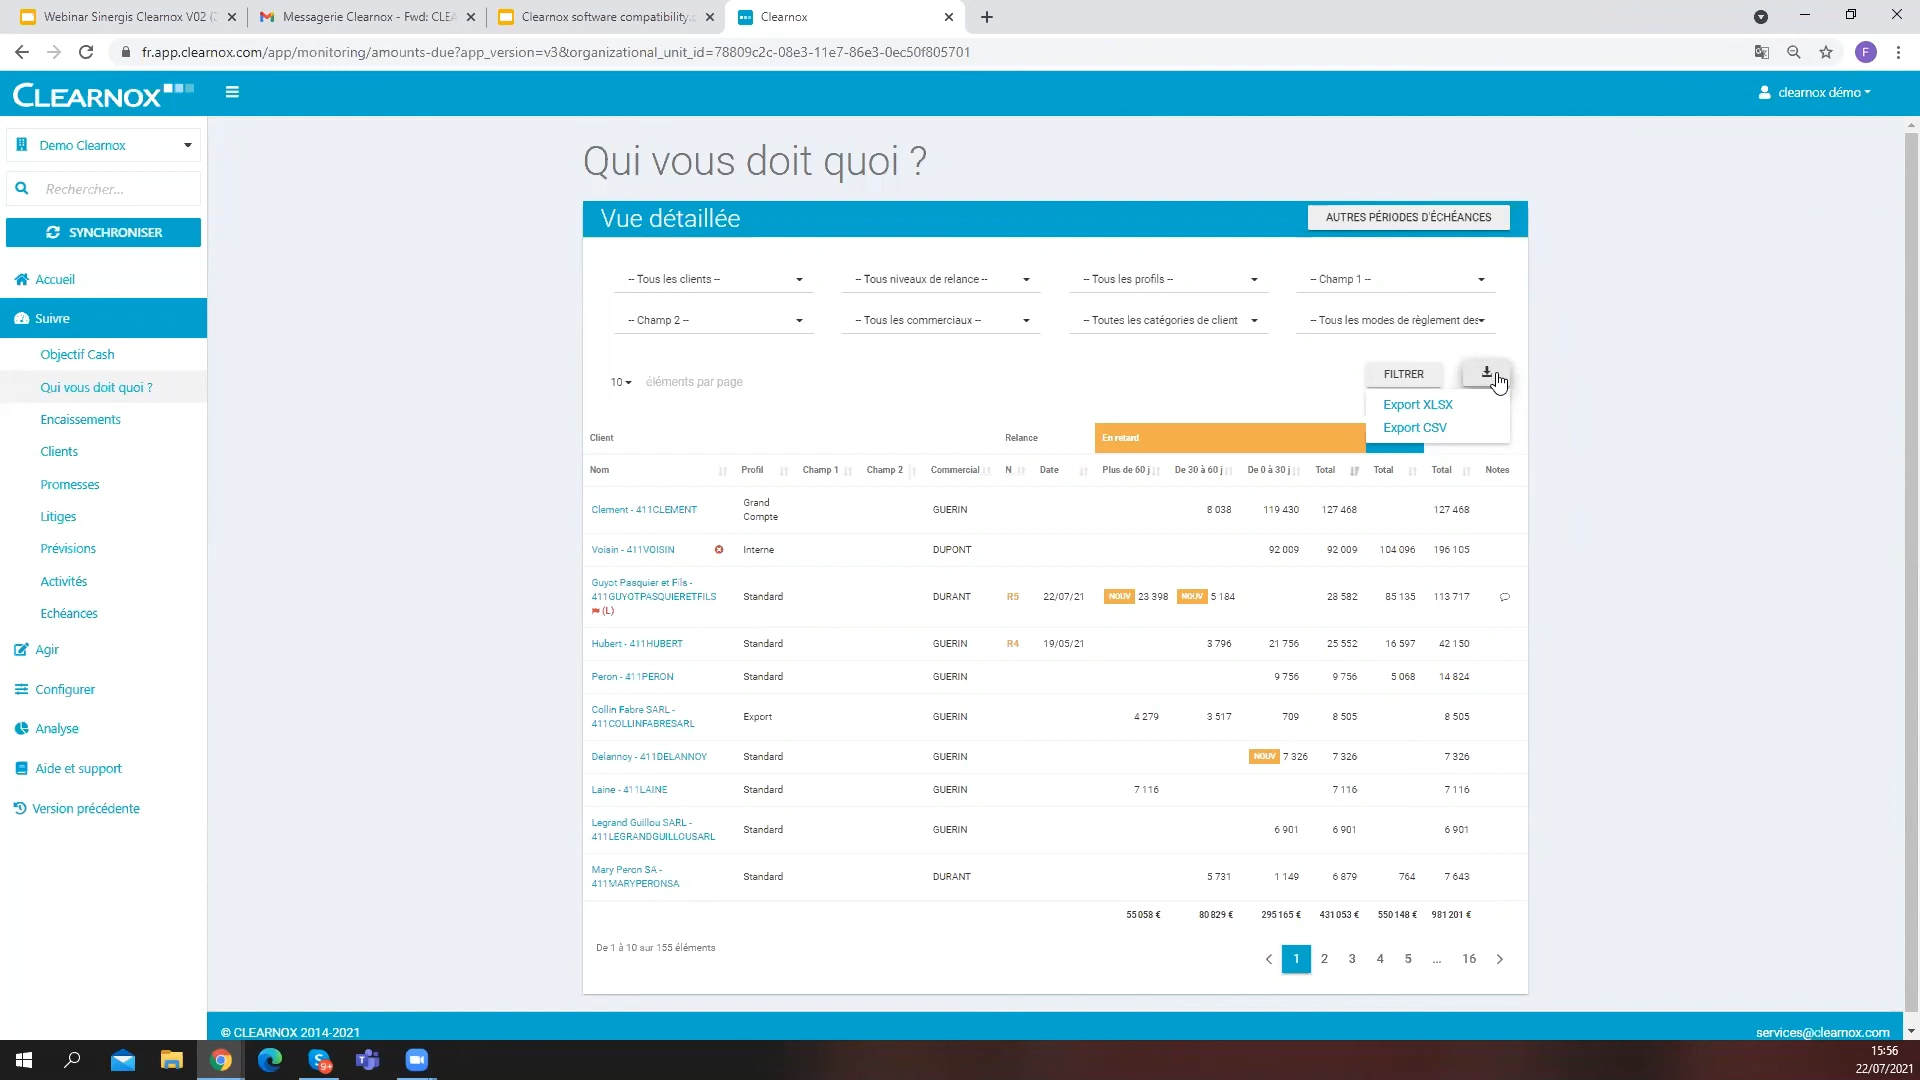 Webinar Sinergis Clearnox V02 (
Messagerie Clearnox - Fwd: CLEA
Clearnox software compatibility.
Clearnox
fr.app.clearnox.com/app/monitoring/amounts-due?app_version=v3&organizational_unit_id=78809c2c-08e3-11e7-86e3-0ec50f805701
F
CLEARNOX
clearnox démo
Demo Clearnox
Rechercher...
SYNCHRONISER
Accueil
Suivre
Objectif Cash
Qui vous doit quoi ?
Encaissements
Clients
Promesses
Litiges
Prévisions
Activités
Echéances
Agir
Configurer
Analyse
Aide et support
Version précédente
Qui vous doit quoi ?
Vue détaillée
AUTRES PÉRIODES D'ÉCHÉANCES
-- Tous les clients -- -- Tous niveaux de relance -- -- Tous les profils -- -- Champ 1 --
-- Champ 2 -- -- Tous les commerciaux -- -- Toutes les catégories de client -- Tous les modes de règlement des
10 éléments par page
FILTRER
Export XLSX
Export CSV
Client Relance En retard
Nom Profil Champ 1 Champ 2 Commercial N Date Plus de 60 j De 30 à 60 j De 0 à 30 j Total Total Total Notes
Clement - 411CLEMENT Grand Compte GUERIN 8 038 119 430 127 468 127 468
Voisin - 411VOISIN Interne DUPONT 92 009 92 009 104 096 196 105
Guyot Pasquier et Fils -
411GUYOTPASQUIERETFILS Standard DURANT R5 22/07/21 NOUV 23 398 NOUV 5 184 28 582 85 135 113 717
(L)
Hubert - 411HUBERT Standard GUERIN R4 19/05/21 3 796 21 756 25 552 16 597 42 150
Peron - 411PERON Standard GUERIN 9 756 9 756 5 068 14 824
Collin Fabre SARL -
411COLLINFABRESARL Export GUERIN 4 279 3 517 709 8 505 8 505
Delannoy - 411DELANNOY Standard GUERIN NOUV 7 326 7 326 7 326
Laine - 411LAINE Standard GUERIN 7 116 7 116 7 116
Legrand Guillou SARL -
411LEGRANDGUILLOUSARL Standard GUERIN 6 901 6 901 6 901
Mary Peron SA -
411MARYPERONSA Standard DURANT 5 731 1 149 6 879 764 7 643
55 058 € 80 829 € 295 165 € 431 053 € 550 148 € 981 201 €
De 1 à 10 sur 155 éléments
1 2 3 4 5 ... 16
© CLEARNOX 2014-2021
services@clearnox.com
9+
15:56
22/07/2021